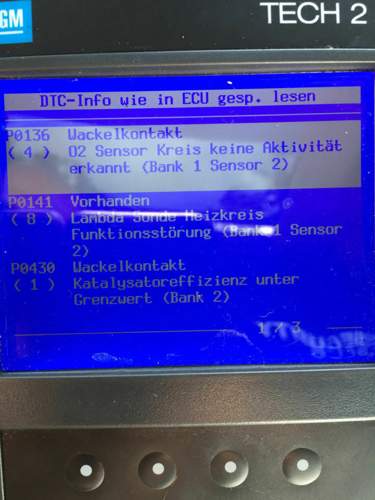 GM
TECH 2
DTC-Info wie in ECU gesp. lesen
P0136 Wackelkontakt
( 4 ) O2 Sensor Kreis keine Aktivität
erkannt (Bank 1 Sensor 2)
P0141 Vorhanden
( 8 ) Lambda Sonde Heizkreis
Funktionsstörung (Bank 1 Sensor
2)
P0430 Wackelkontakt
( 1 ) Katalysatoreffizienz unter
Grenzwert (Bank 2)
1 / 3